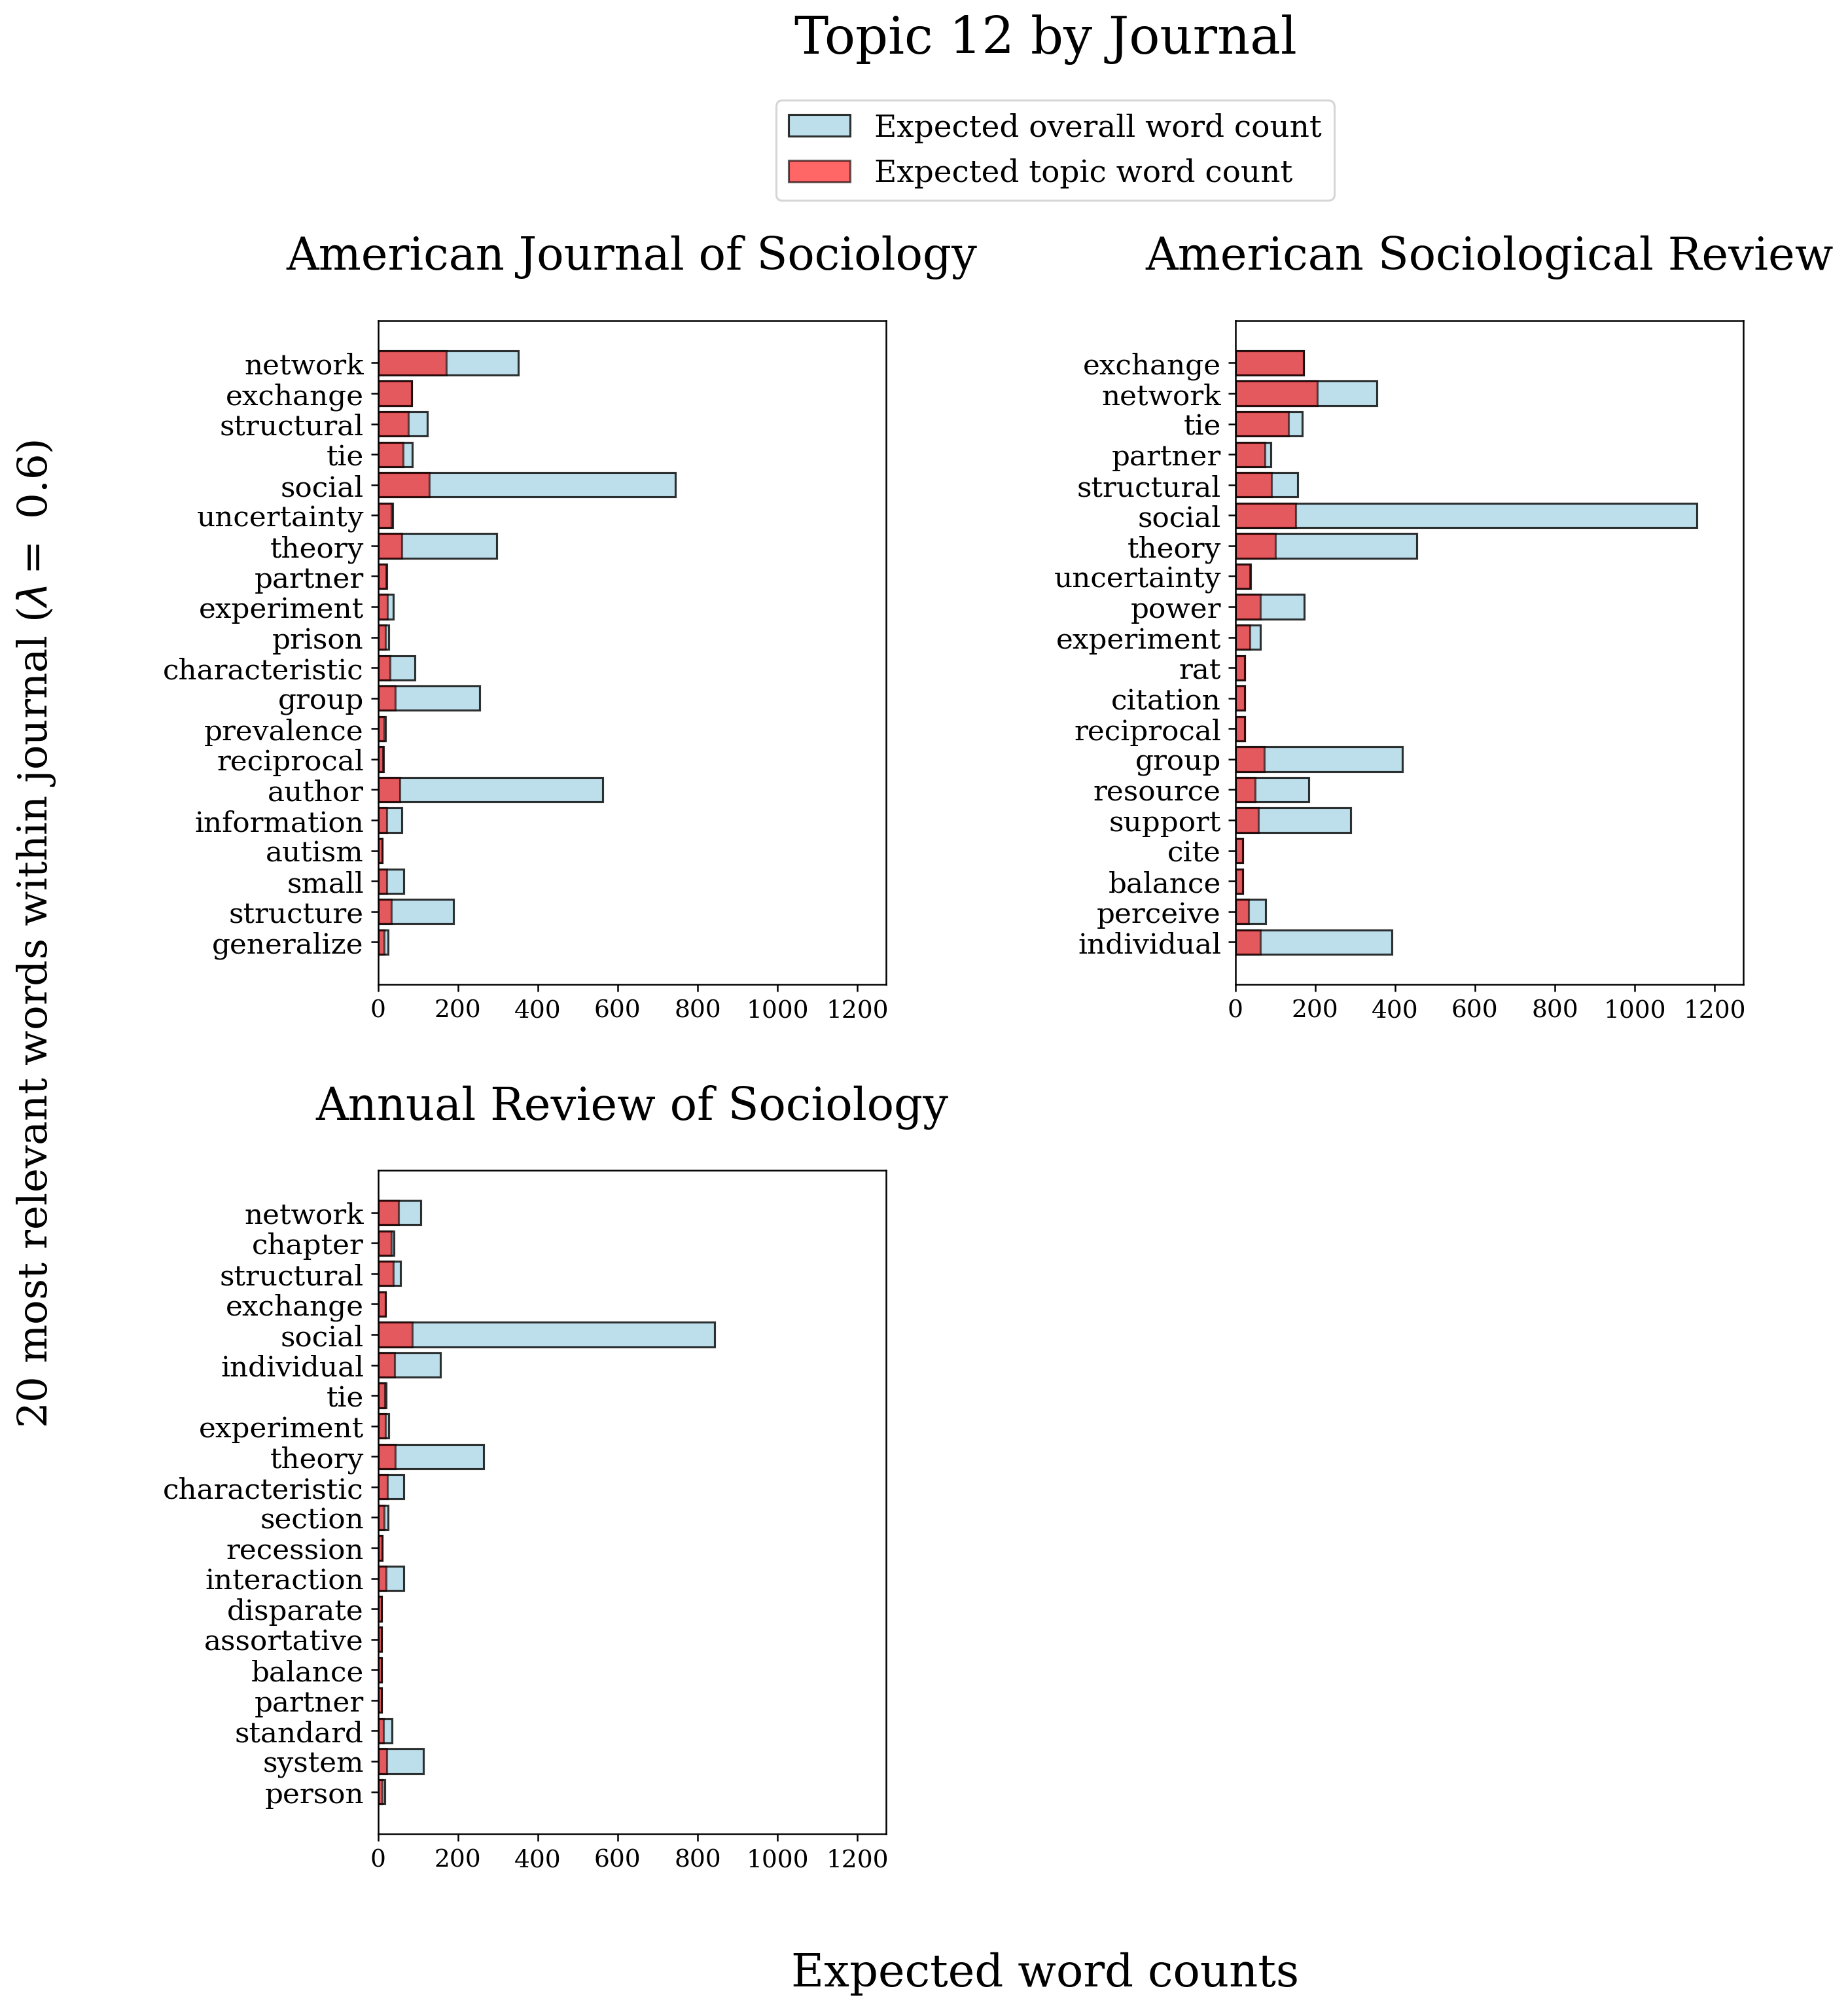 Topic 12 by Journal
Expected overall word count
Expected topic word count
20 most relevant words within journal (λ = 0.6)
American Journal of Sociology
network
exchange
structural
tie
social
uncertainty
theory
partner
experiment
prison
characteristic
group
prevalence
reciprocal
author
information
autism
small
structure
generalize
0 200 400 600 800 1000 1200
American Sociological Review
exchange
network
tie
partner
structural
social
theory
uncertainty
power
experiment
rat
citation
reciprocal
group
resource
support
cite
balance
perceive
individual
0 200 400 600 800 1000 1200
Annual Review of Sociology
network
chapter
structural
exchange
social
individual
tie
experiment
theory
characteristic
section
recession
interaction
disparate
assortative
balance
partner
standard
system
person
0 200 400 600 800 1000 1200
Expected word counts